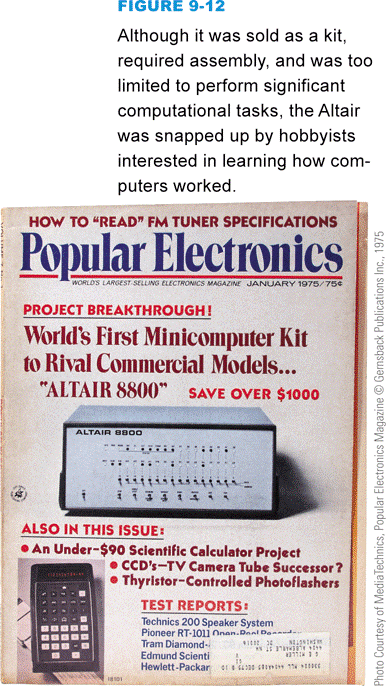 FIGURE 9-12
Although it was sold as a kit,
required assembly, and was too
limited to perform significant
computational tasks, the Altair
was snapped up by hobbyists
interested in learning how com-
puters worked.
HOW TO “READ” FM TUNER SPECIFICATIONS
Popular Electronics
WORLD'S LARGEST-SELLING ELECTRONICS MAGAZINE JANUARY 1975/75¢
PROJECT BREAKTHROUGH!
World's First Minicomputer Kit
to Rival Commercial Models...
"ALTAIR 8800" SAVE OVER $1000
ALTAIR 8800
ALSO IN THIS ISSUE:
• An Under-$90 Scientific Calculator Project
• CCD's-TV Camera Tube Successor?
• Thyristor-Controlled Photoflashers
TEST REPORTS:
Technics 200 Speaker System
Pioneer RT-1011 Open-Reel
Tram Diamond-
Edmund Scienti
Hewlett-Packar
18101
Photo Courtesy of MediaTechnics, Popular Electronics Magazine © Gernsback Publications Inc., 1975